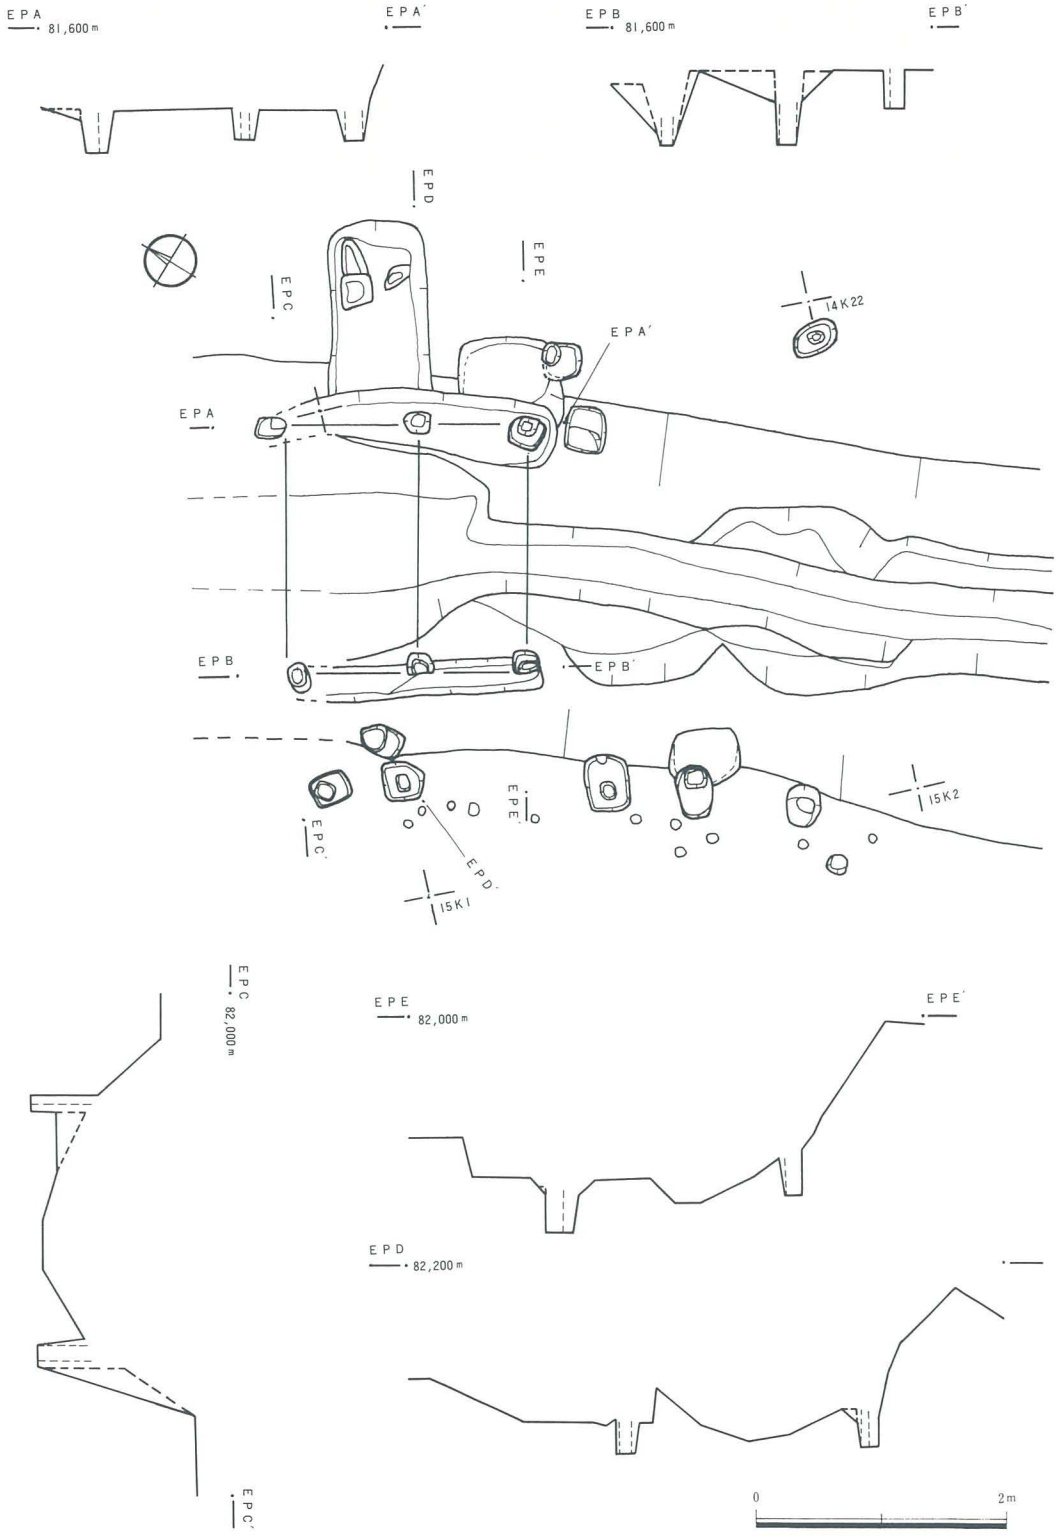 EPA
81,600m
EPA′
EPB
81,600m
EPB′
EPD
EPC
EPE
14K22
EPA′
EPA
EPB
EPB′
EPC′
EPE′
EPD′
15K2
15K1
EPC
82,000m
EPC′
EPE
82,000m
EPE′
EPD
82,200m
0
2m